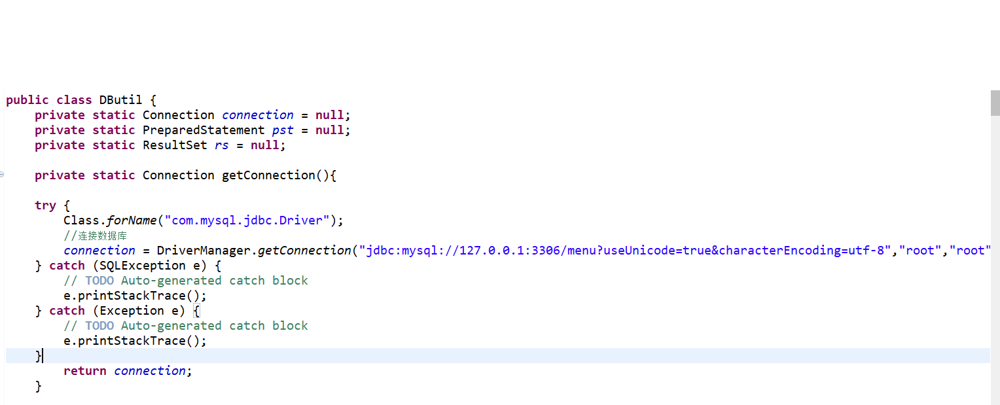 public class DButil {
    private static Connection connection = null;
    private static PreparedStatement pst = null;
    private static ResultSet rs = null;
    private static Connection getConnection(){
    try {
        Class.forName("com.mysql.jdbc.Driver");
        //连接数据库
        connection = DriverManager.getConnection("jdbc:mysql://127.0.0.1:3306/menu?useUnicode=true&characterEncoding=utf-8","root","root"
    } catch (SQLException e) {
        // TODO Auto-generated catch block
        e.printStackTrace();
    } catch (Exception e) {
        // TODO Auto-generated catch block
        e.printStackTrace();
    }
        return connection;
    }